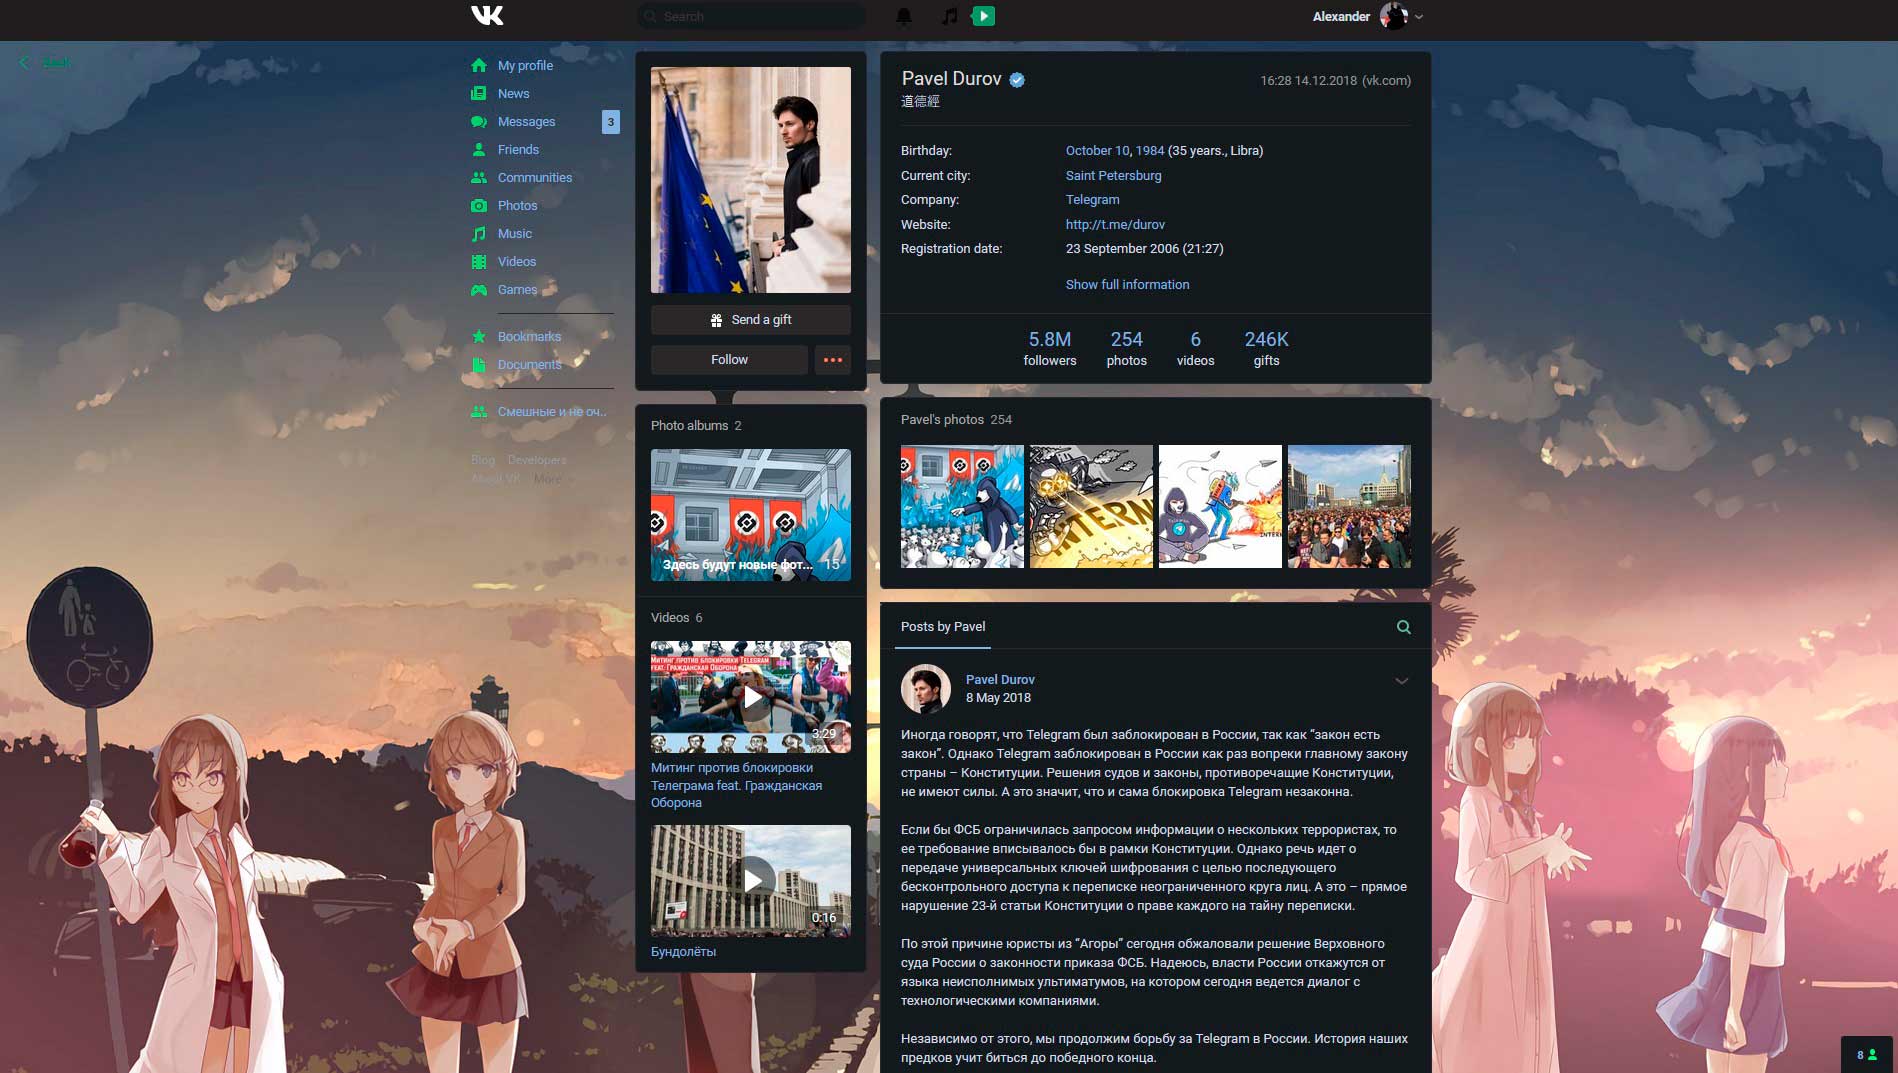 VK
Search
Alexander
Back
My profile
News
Messages 3
Friends
Communities
Photos
Music
Videos
Games
Bookmarks
Documents
Смешные и не оч..
Blog Developers
About VK More
Send a gift
Follow
Photo albums 2
Здесь будут новые фот... 15
Videos 6
МИТИНГ ПРОТИВ БЛОКИРОВКИ TELEGRAM
FEAT. ГРАЖДАНСКАЯ ОБОРОНА
3:29
Митинг против блокировки
Телеграма feat. Гражданская
Оборона
0:16
Бундолёты
Pavel Durov
16:28 14.12.2018 (vk.com)
道德經
Birthday: October 10, 1984 (35 years., Libra)
Current city: Saint Petersburg
Company: Telegram
Website: http://t.me/durov
Registration date: 23 September 2006 (21:27)
Show full information
5.8M 254 6 246K
followers photos videos gifts
Pavel's photos 254
INTERN
INTERN
Posts by Pavel
Pavel Durov
8 May 2018
Иногда говорят, что Telegram был заблокирован в России, так как “закон есть
закон”. Однако Telegram заблокирован в России как раз вопреки главному закону
страны – Конституции. Решения судов и законы, противоречащие Конституции,
не имеют силы. А это значит, что и сама блокировка Telegram незаконна.
Если бы ФСБ ограничилась запросом информации о нескольких террористах, то
ее требование вписывалось бы в рамки Конституции. Однако речь идет о
передаче универсальных ключей шифрования с целью последующего
бесконтрольного доступа к переписке неограниченного круга лиц. А это – прямое
нарушение 23-й статьи Конституции о праве каждого на тайну переписки.
По этой причине юристы из “Агоры” сегодня обжаловали решение Верховного
суда России о законности приказа ФСБ. Надеюсь, власти России откажутся от
языка неисполнимых ультиматумов, на котором сегодня ведется диалог с
технологическими компаниями.
Независимо от этого, мы продолжим борьбу за Telegram в России. История наших
предков учит биться до победного конца.
8